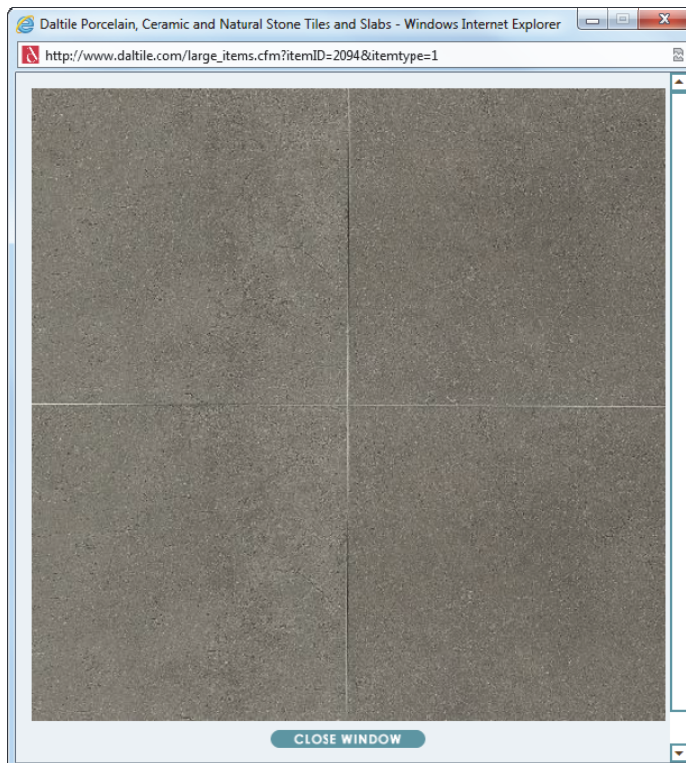 Daltile Porcelain, Ceramic and Natural Stone Tiles and Slabs - Windows Internet Explorer
http://www.daltile.com/large_items.cfm?itemID=2094&itemtype=1
CLOSE WINDOW